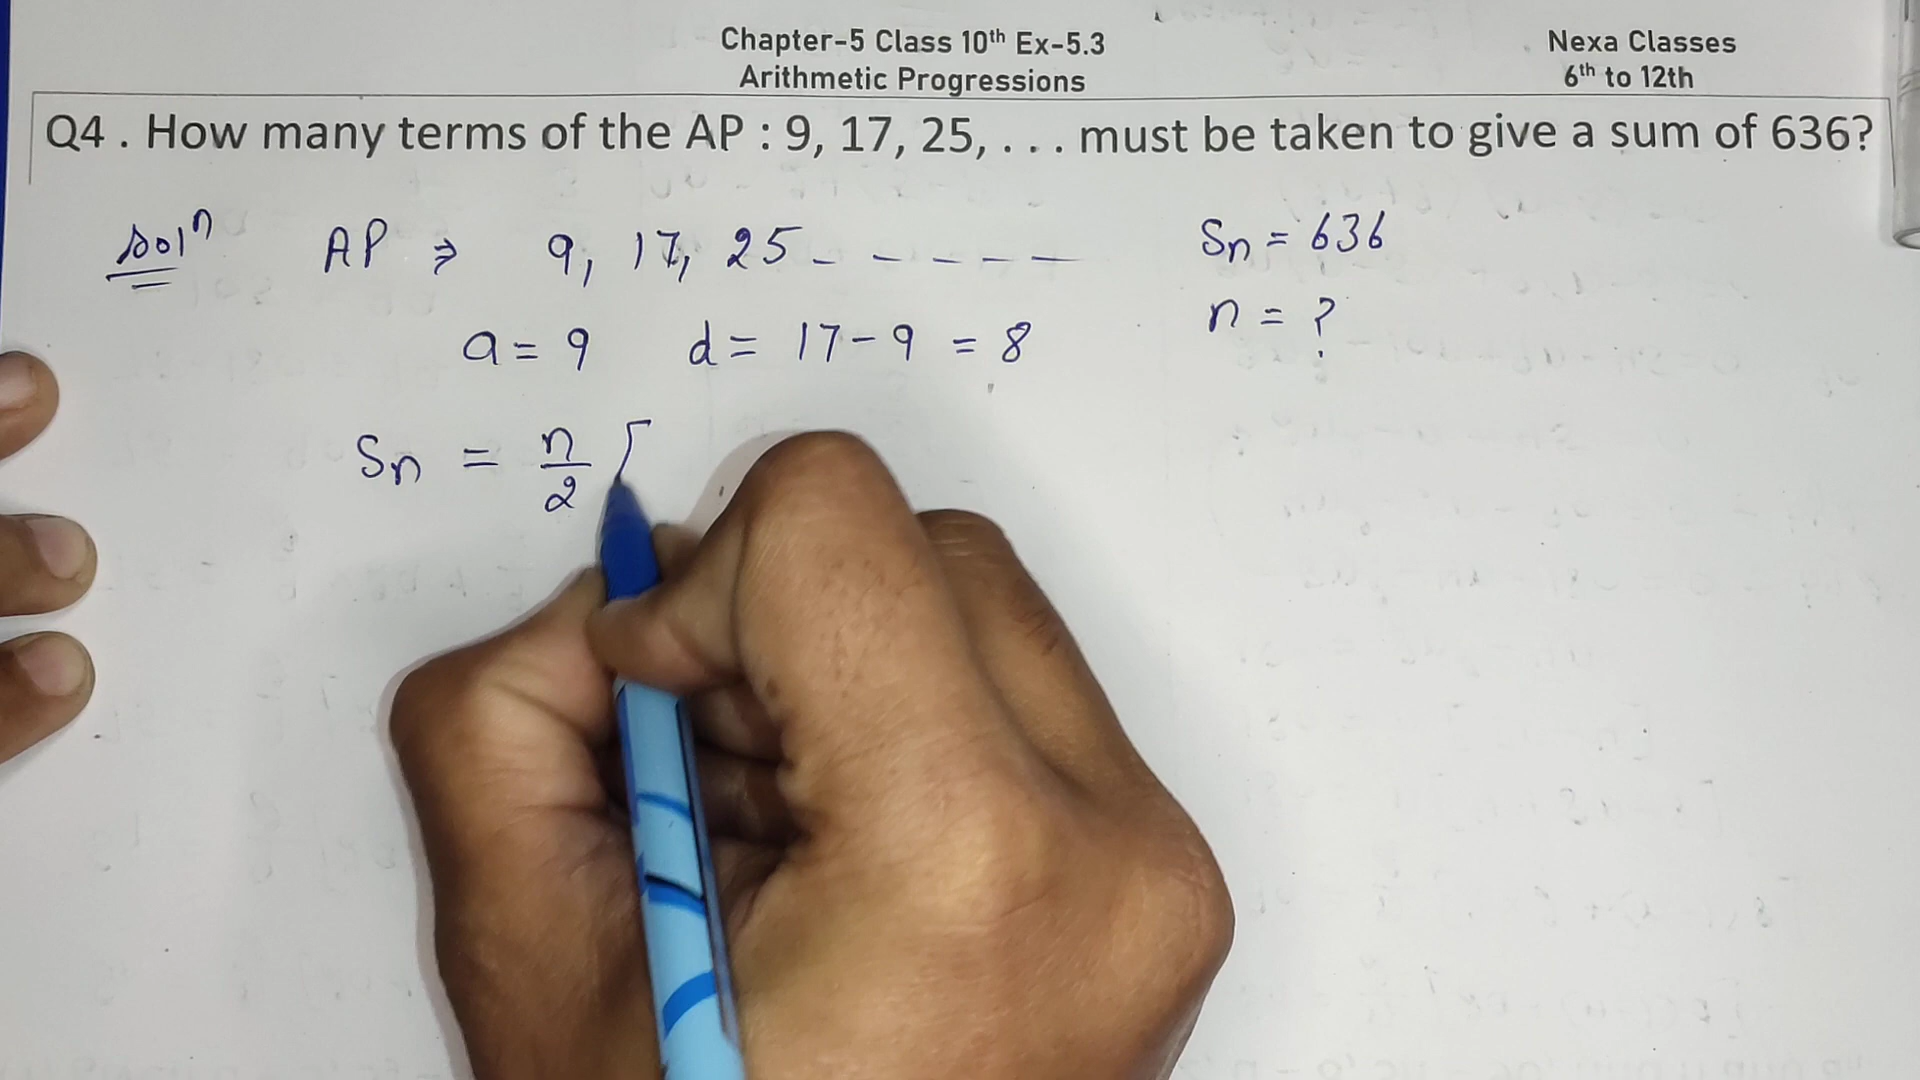 Chapter-5 Class 10th Ex-5.3
Arithmetic Progressions
Nexa Classes
6th to 12th
Q4 . How many terms of the AP : 9, 17, 25, . . . must be taken to give a sum of 636?
Solⁿ AP ⇒ 9, 17, 25 - - - - -
Sn = 636
a = 9 d = 17 - 9 = 8
n = ?
Sn = n/2 [